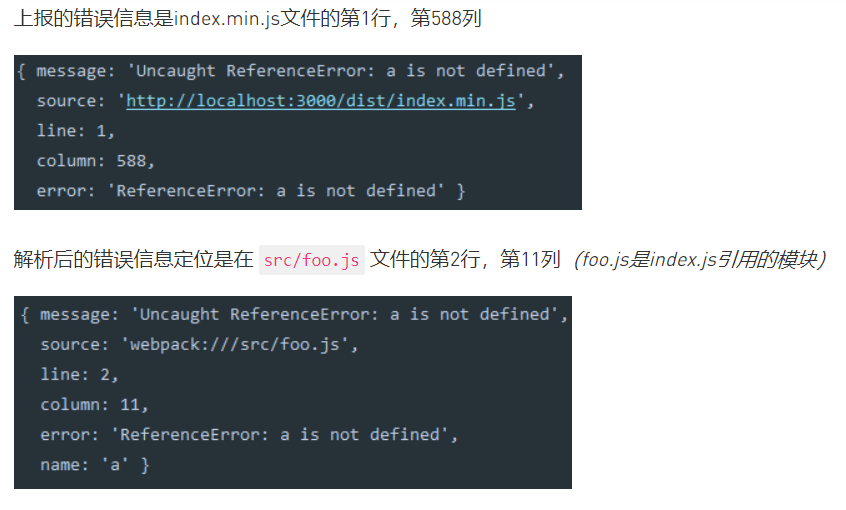 上报的错误信息是index.min.js文件的第1行，第588列
{ message: 'Uncaught ReferenceError: a is not defined',
source: 'http://localhost:3000/dist/index.min.js',
line: 1,
column: 588,
error: 'ReferenceError: a is not defined' }
解析后的错误信息定位是在 src/foo.js 文件的第2行，第11列（foo.js是index.js引用的模块）
{ message: 'Uncaught ReferenceError: a is not defined',
source: 'webpack:///src/foo.js',
line: 2,
column: 11,
error: 'ReferenceError: a is not defined',
name: 'a' }